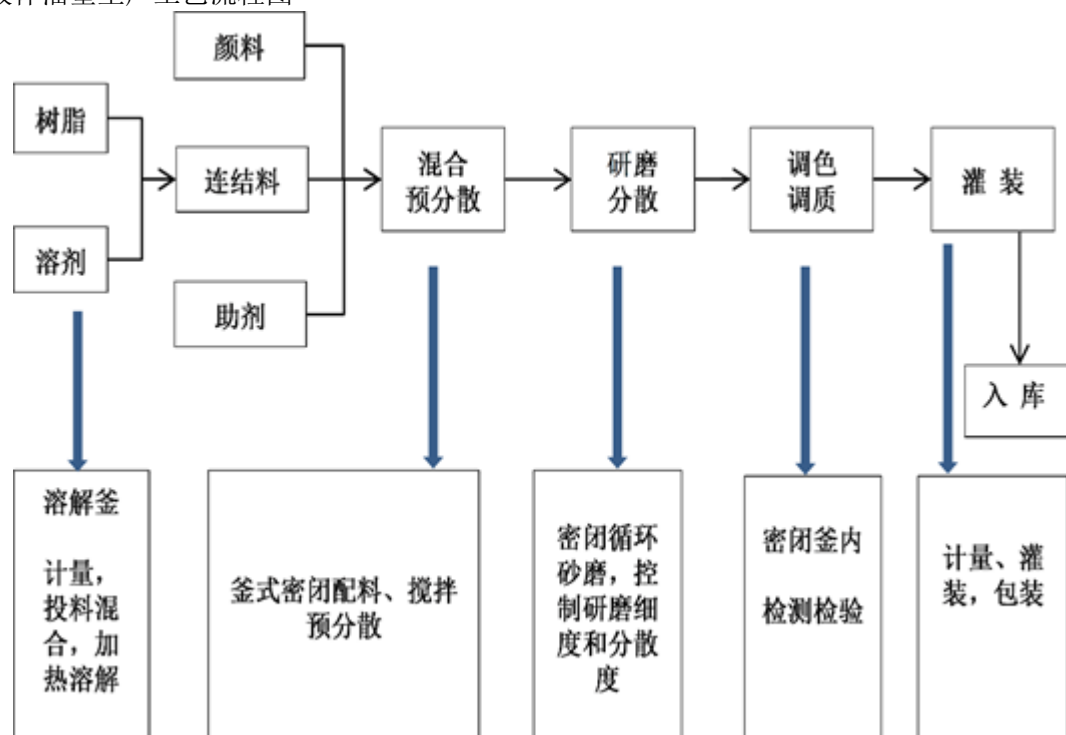 颜料
树脂
连结料
溶剂
助剂
混合
预分散
研磨
分散
调色
调质
灌 装
入 库
溶解釜
计量,
投料混
合,加
热溶解
釜式密闭配料、搅拌
预分散
密闭循环
砂磨,控
制研磨细
度和分散
度
密闭釜内
检测检验
计量、灌
装,包装